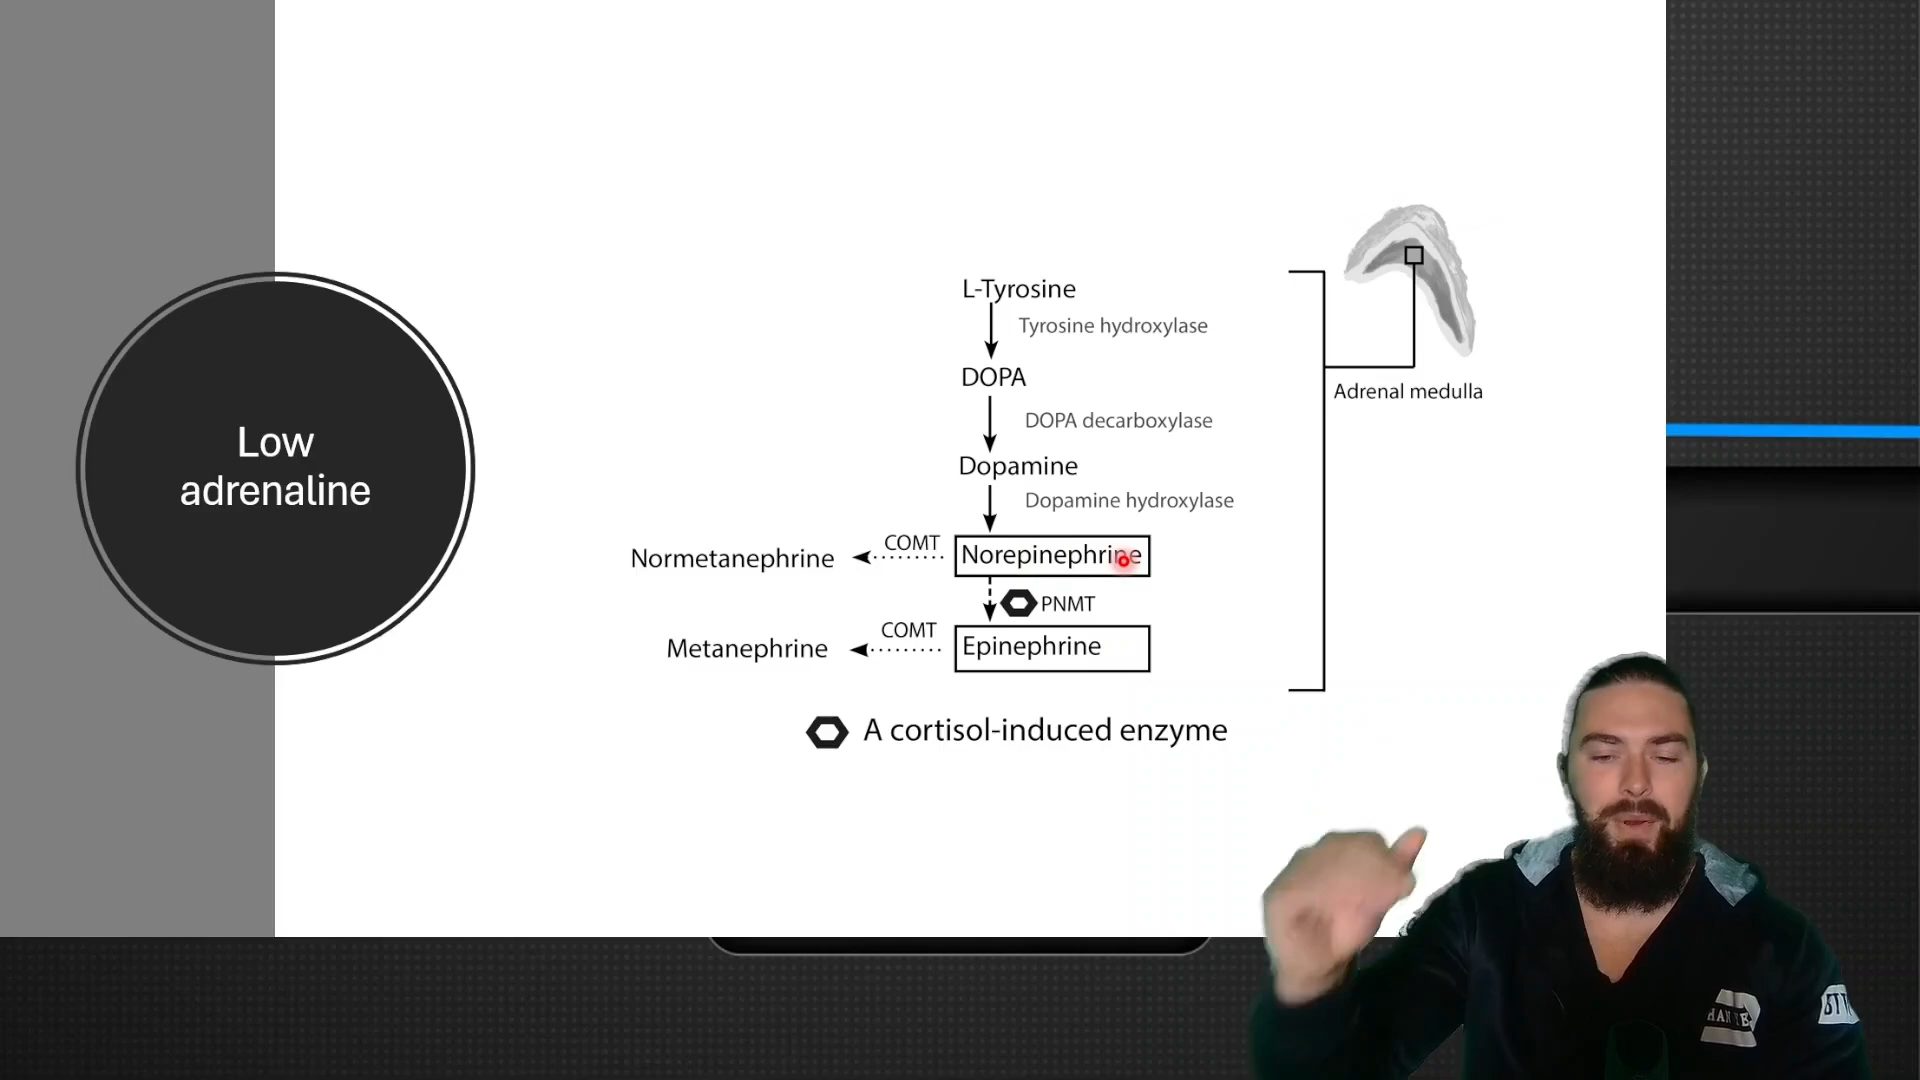 Low
adrenaline
L-Tyrosine
Tyrosine hydroxylase
DOPA
DOPA decarboxylase
Dopamine
Dopamine hydroxylase
Normetanephrine
COMT
Norepinephrine
PNMT
Metanephrine
COMT
Epinephrine
A cortisol-induced enzyme
Adrenal medulla